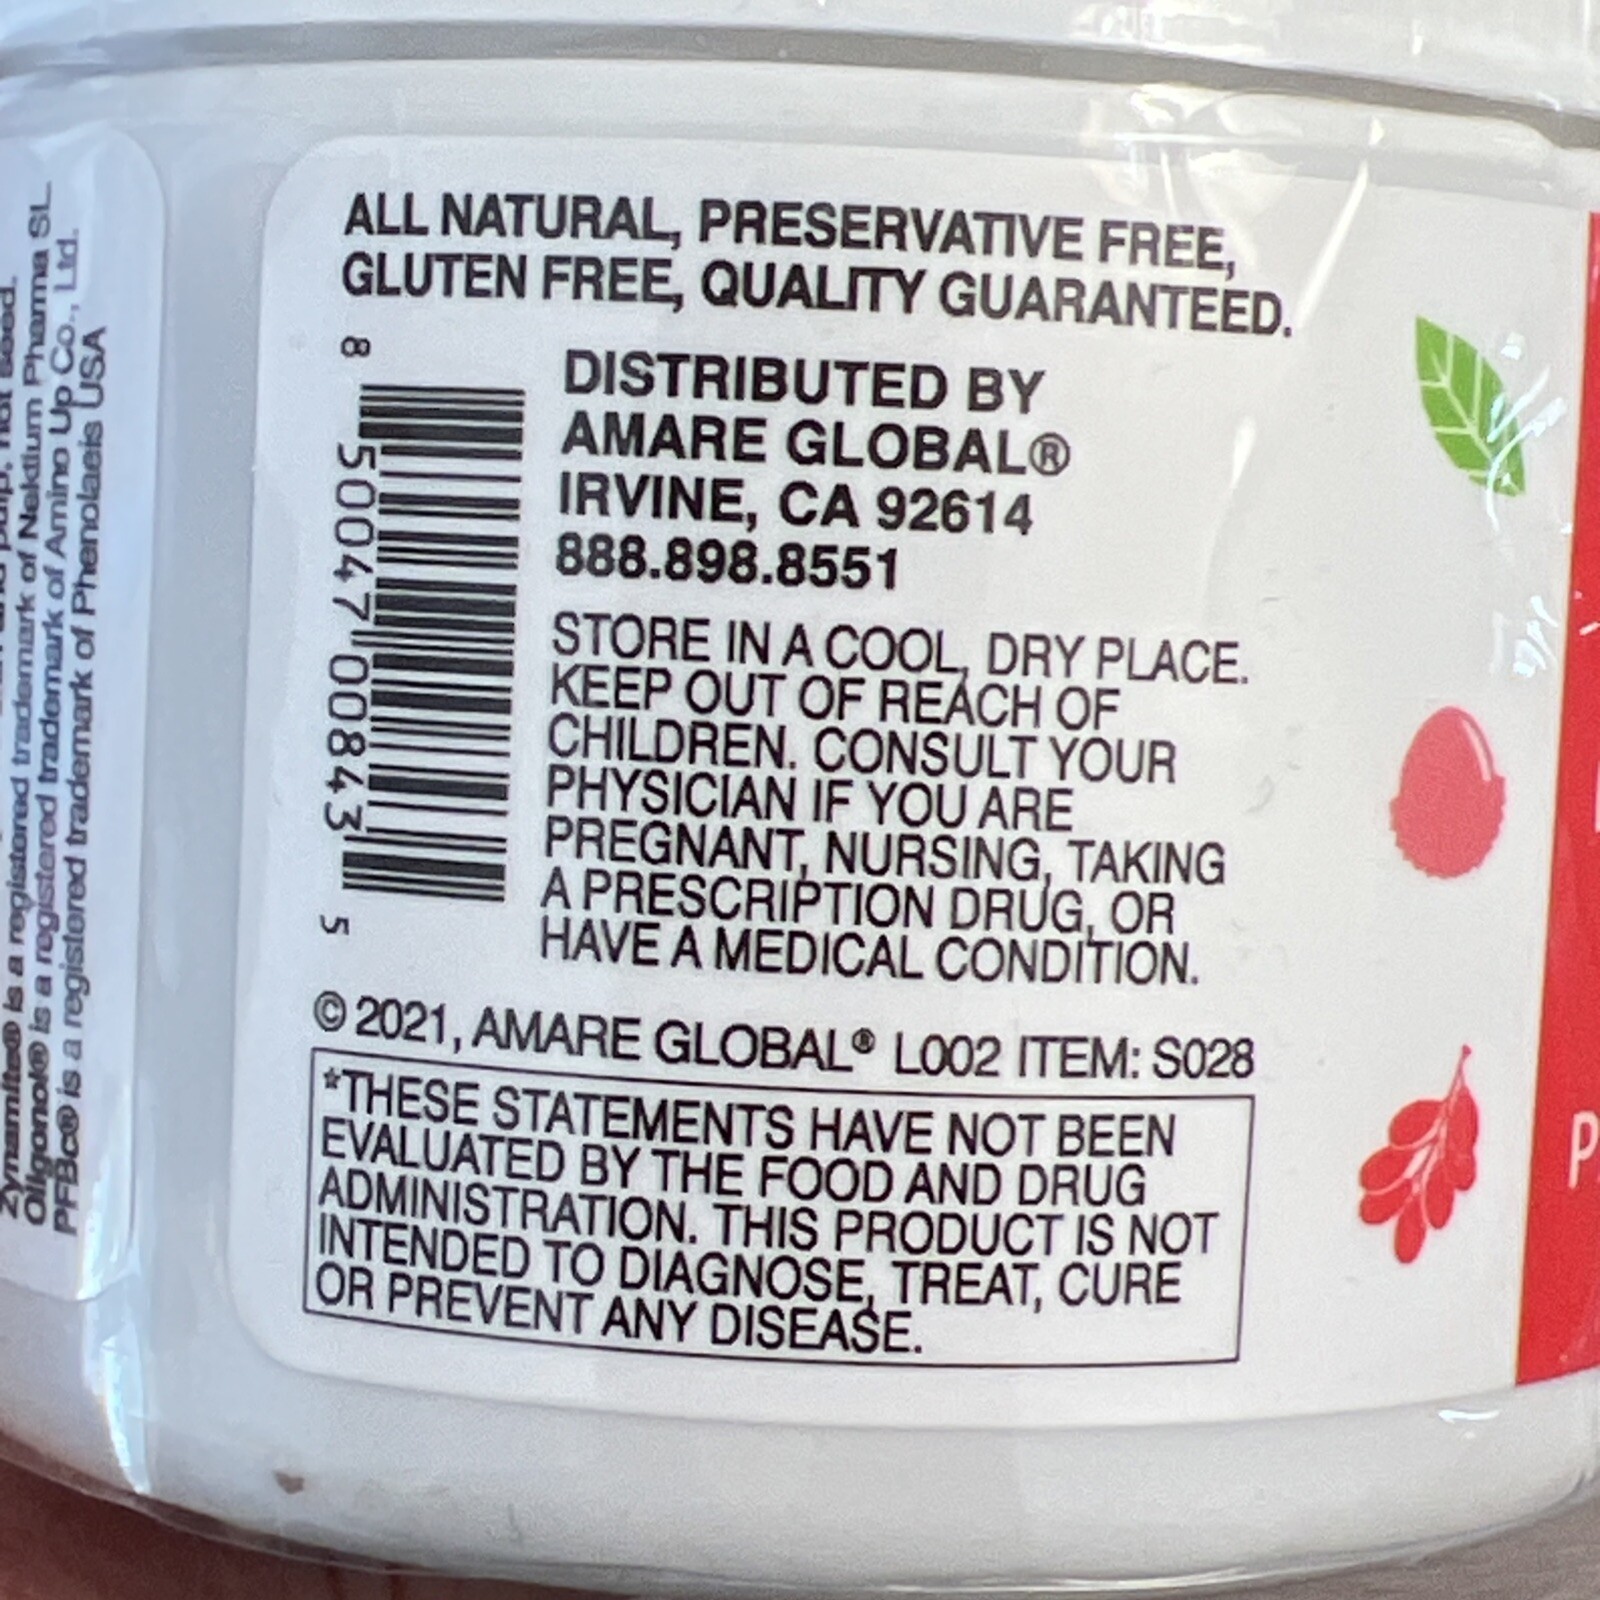 seed.
Zynamite® is a registered trademark of Nektium Pharma SL.
Oligonol® is a registered trademark of Amino Up Co., Ltd.
PFBc® is a registered trademark of Phenolaeis USA
ALL NATURAL, PRESERVATIVE FREE,
GLUTEN FREE, QUALITY GUARANTEED.
8 50047 00843 5
DISTRIBUTED BY
AMARE GLOBAL®
IRVINE, CA 92614
888.898.8551
STORE IN A COOL, DRY PLACE.
KEEP OUT OF REACH OF
CHILDREN. CONSULT YOUR
PHYSICIAN IF YOU ARE
PREGNANT, NURSING, TAKING
A PRESCRIPTION DRUG, OR
HAVE A MEDICAL CONDITION.
© 2021, AMARE GLOBAL® L002 ITEM: S028
*THESE STATEMENTS HAVE NOT BEEN
EVALUATED BY THE FOOD AND DRUG
ADMINISTRATION. THIS PRODUCT IS NOT
INTENDED TO DIAGNOSE, TREAT, CURE
OR PREVENT ANY DISEASE.